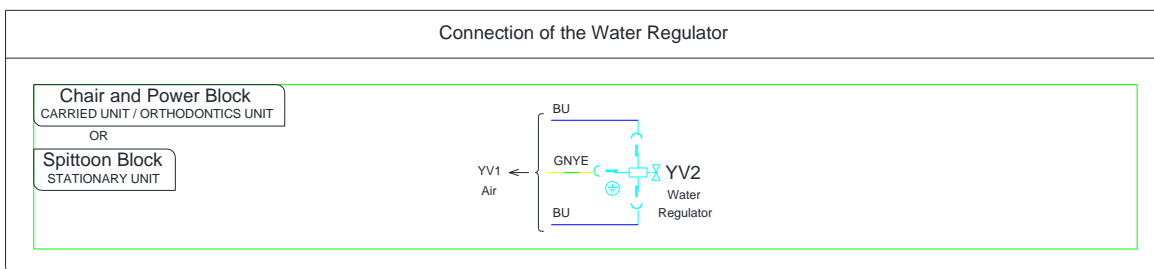 Connection of the Water Regulator
Chair and Power Block
CARRIED UNIT / ORTHODONTICS UNIT
OR
Spittoon Block
STATIONARY UNIT
BU
YV1
Air
GNYE
YV2
Water
Regulator
BU